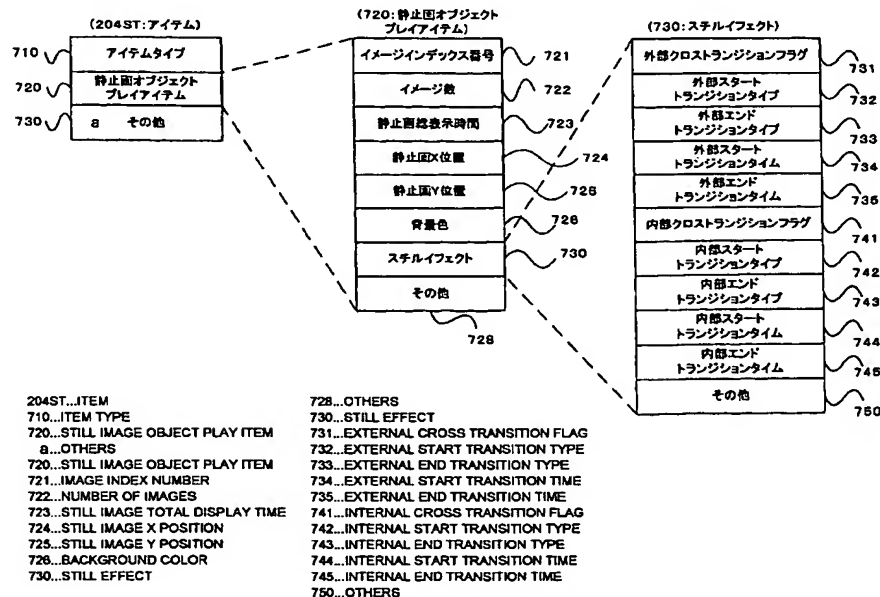 (204ST:アイテム)
710
アイテムタイプ
720
静止画オブジェクト
プレイアイテム
730
a その他
(720:静止画オブジェクト
プレイアイテム)
イメージインデックス番号
721
イメージ数
722
静止画総表示時間
723
静止画X位置
724
静止画Y位置
725
背景色
726
スチルイフェクト
730
その他
728
(730:スチルイフェクト)
外部クロストランジションフラグ
731
外部スタート
トランジションタイプ
732
外部エンド
トランジションタイプ
733
外部スタート
トランジションタイム
734
外部エンド
トランジションタイム
735
内部クロストランジションフラグ
741
内部スタート
トランジションタイプ
742
内部エンド
トランジションタイプ
743
内部スタート
トランジションタイム
744
内部エンド
トランジションタイム
745
その他
750
204ST...ITEM
710...ITEM TYPE
720...STILL IMAGE OBJECT PLAY ITEM
a...OTHERS
720...STILL IMAGE OBJECT PLAY ITEM
721...IMAGE INDEX NUMBER
722...NUMBER OF IMAGES
723...STILL IMAGE TOTAL DISPLAY TIME
724...STILL IMAGE X POSITION
725...STILL IMAGE Y POSITION
726...BACKGROUND COLOR
730...STILL EFFECT
728...OTHERS
730...STILL EFFECT
731...EXTERNAL CROSS TRANSITION FLAG
732...EXTERNAL START TRANSITION TYPE
733...EXTERNAL END TRANSITION TYPE
734...EXTERNAL START TRANSITION TIME
735...EXTERNAL END TRANSITION TIME
741...INTERNAL CROSS TRANSITION FLAG
742...INTERNAL START TRANSITION TYPE
743...INTERNAL END TRANSITION TYPE
744...INTERNAL START TRANSITION TIME
745...INTERNAL END TRANSITION TIME
750...OTHERS